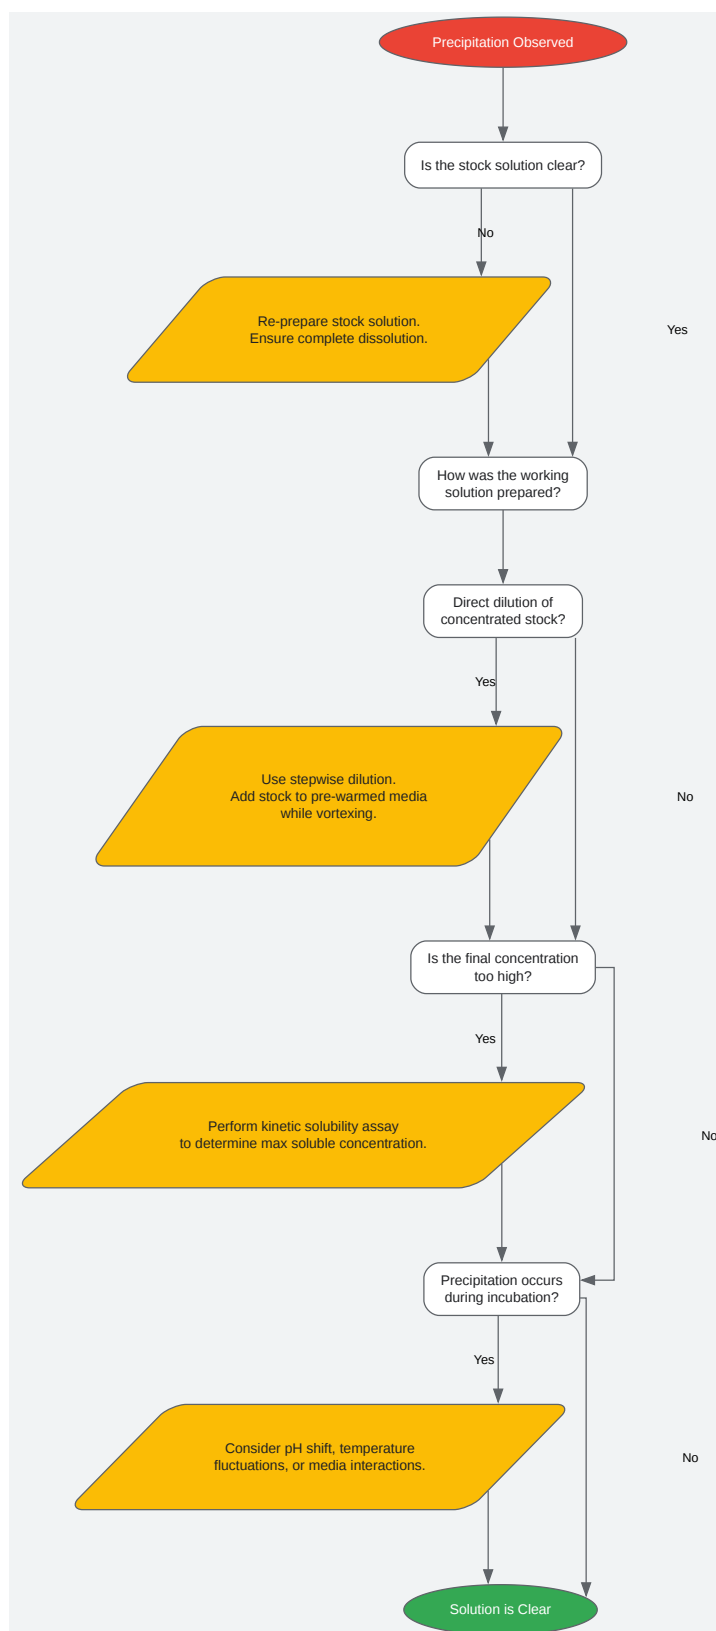 Precipitation Observed
Is the stock solution clear?
No
Re-prepare stock solution.
Ensure complete dissolution.
Yes
How was the working
solution prepared?
Direct dilution of
concentrated stock?
Yes
Use stepwise dilution.
Add stock to pre-warmed media
while vortexing.
No
Is the final concentration
too high?
Yes
Perform kinetic solubility assay
to determine max soluble concentration.
No
Precipitation occurs
during incubation?
Yes
Consider pH shift, temperature
fluctuations, or media interactions.
No
Solution is Clear